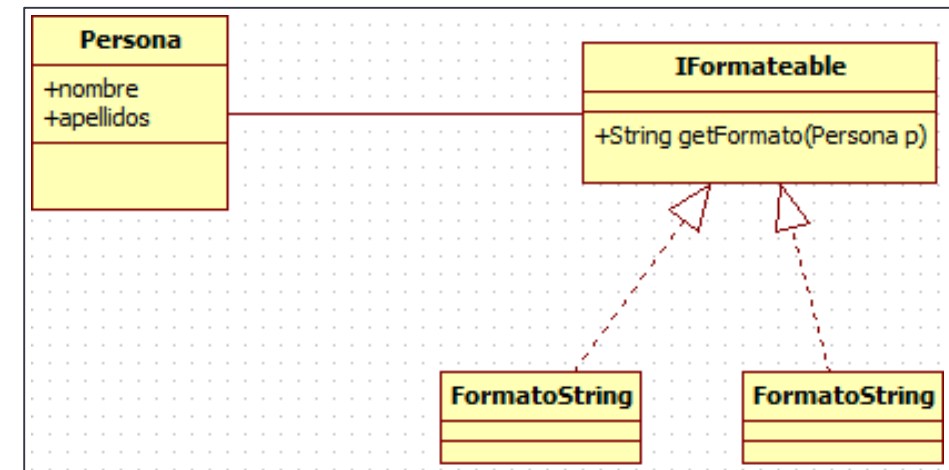 Persona
+nombre
+apellidos
IFormateable
+String getFormato(Persona p)
FormatoString
FormatoString